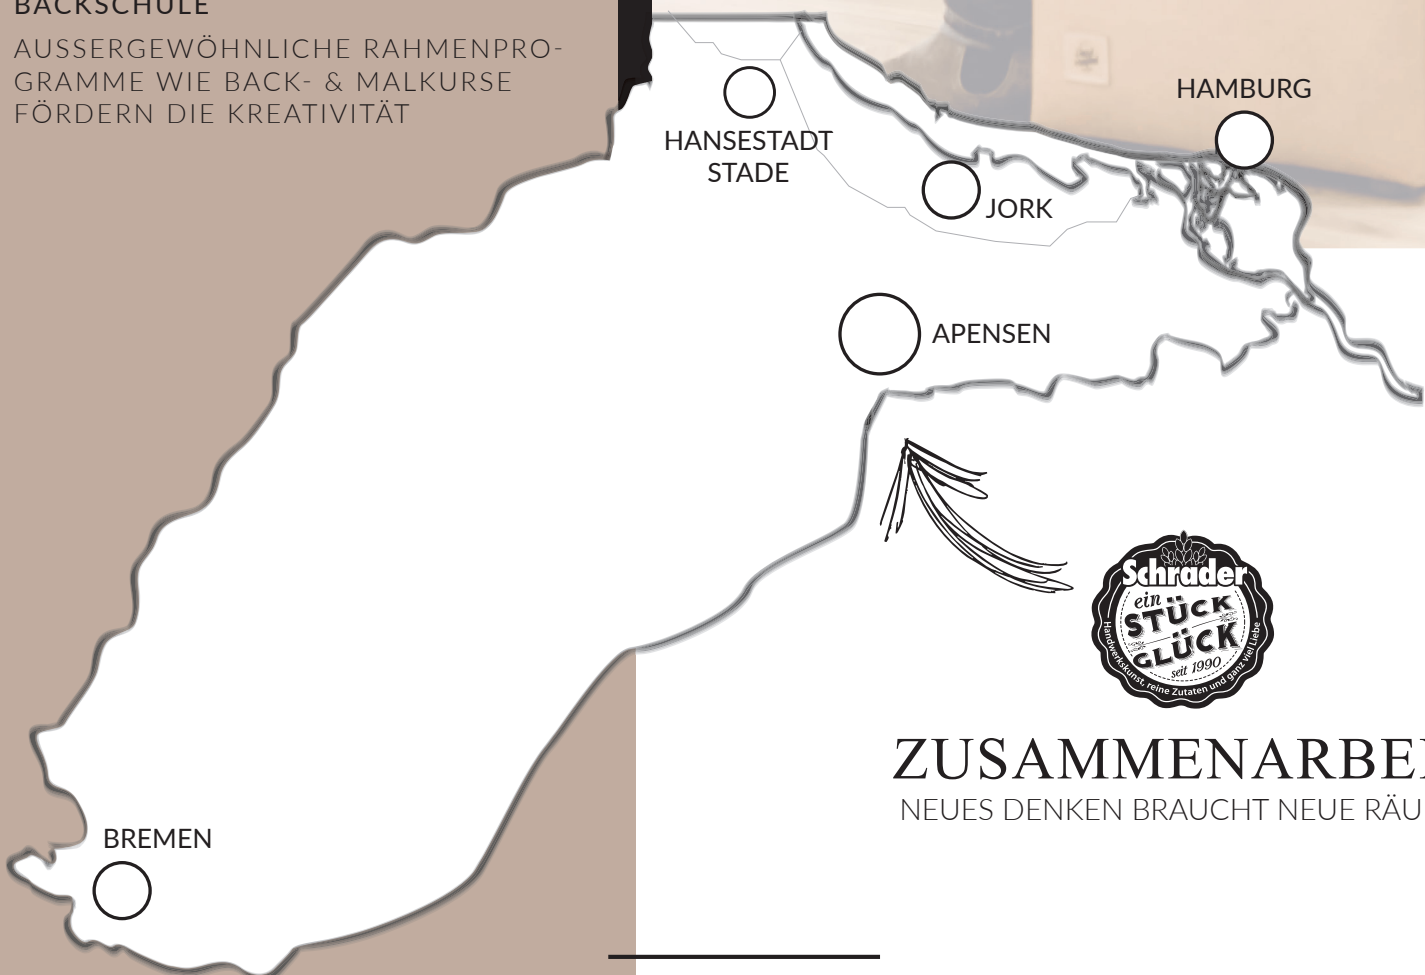 BACKSCHULE
AUSSERGEWÖHNLICHE RAHMENPRO-
GRAMME WIE BACK- & MALKURSE
FÖRDERN DIE KREATIVITÄT
HAMBURG
HANSESTADT
STADE
JORK
APENSEN
Schrader
ein
STÜCK
GLÜCK
seit 1990
Handwerkskunst, reine Zutaten und ganz viel Liebe
ZUSAMMENARBEI
NEUES DENKEN BRAUCHT NEUE RÄU
BREMEN